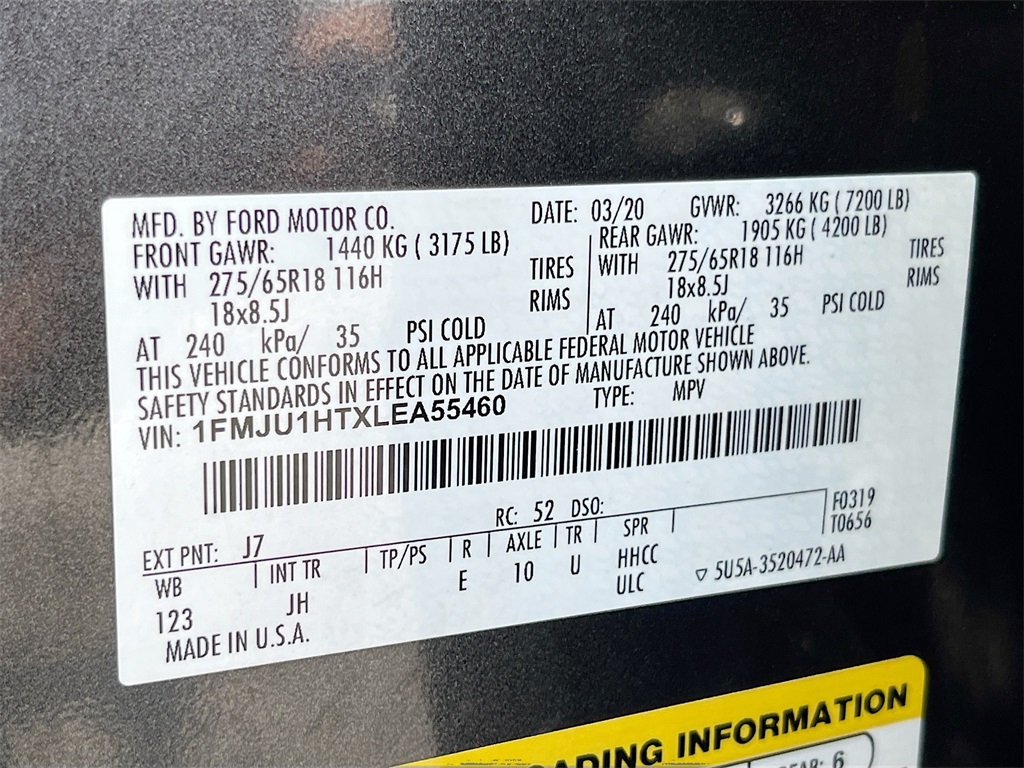 MFD. BY FORD MOTOR CO. DATE: 03/20 GVWR: 3266 KG ( 7200 LB)
FRONT GAWR: 1440 KG ( 3175 LB) REAR GAWR: 1905 KG ( 4200 LB)
WITH 275/65R18 116H TIRES WITH 275/65R18 116H TIRES
18x8.5J RIMS 18x8.5J RIMS
AT 240 kPa/ 35 PSI COLD AT 240 kPa/ 35 PSI COLD
THIS VEHICLE CONFORMS TO ALL APPLICABLE FEDERAL MOTOR VEHICLE
SAFETY STANDARDS IN EFFECT ON THE DATE OF MANUFACTURE SHOWN ABOVE.
VIN: 1FMJU1HTXLEA55460 TYPE: MPV
EXT PNT: J7 RC: 52 DSO: F0319
WB INT TR TP/PS R AXLE TR SPR T0656
123 JH E 10 U HHCC
ULC ▽ 5U5A-3520472-AA
MADE IN U.S.A.
INFORMATION
6